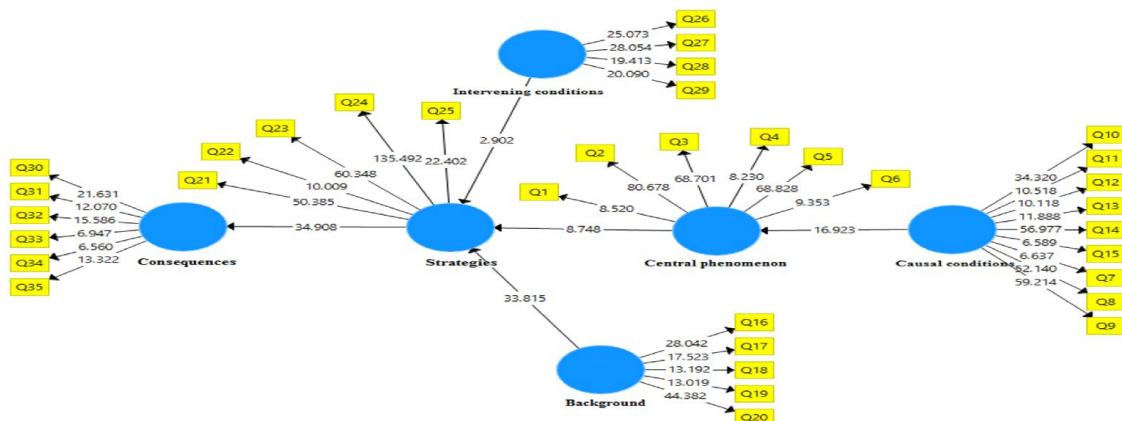 Q26
25.073
Q27
28.054
Q28
19.413
Q29
20.090
Intervening conditions
2.902
Q24
135.492
Q25
22.402
Q23
60.348
Q22
10.009
Q21
50.385
Strategies
Q30
21.631
Q31
12.070
Q32
15.586
Q33
6.947
Q34
6.560
Q35
13.322
Consequences
34.908
Q1
8.520
Q2
80.678
Q3
68.701
Q4
8.230
Q5
68.828
Q6
9.353
Central phenomenon
8.748
16.923
Q10
34.320
Q11
10.518
Q12
10.118
Q13
11.888
Q14
56.977
Q15
6.589
Q7
6.637
Q8
52.140
Q9
59.214
Causal conditions
33.815
Q16
28.042
Q17
17.523
Q18
13.192
Q19
13.019
Q20
44.382
Background